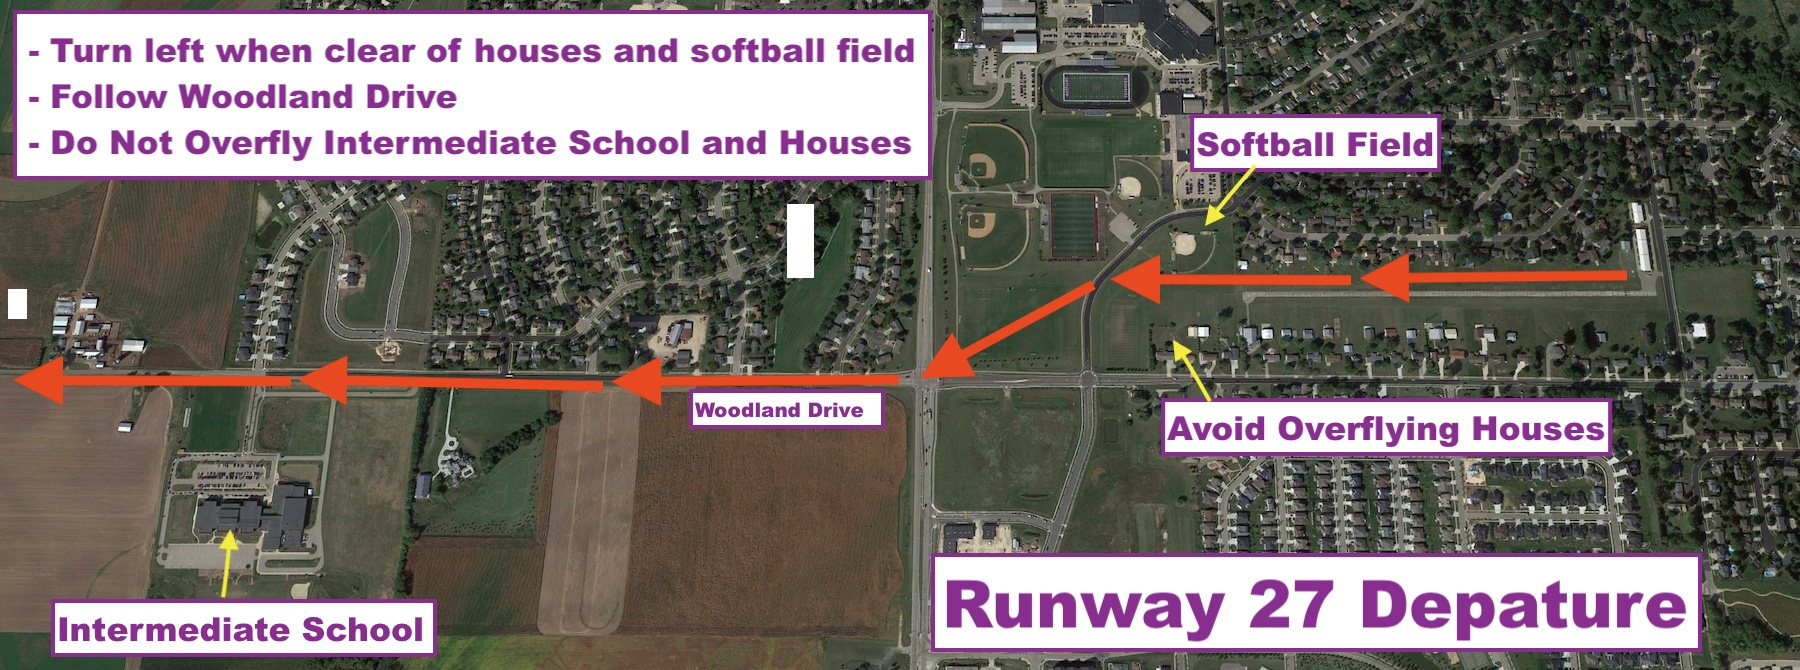 - Turn left when clear of houses and softball field
- Follow Woodland Drive
- Do Not Overfly Intermediate School and Houses
Softball Field
Woodland Drive
Avoid Overflying Houses
Intermediate School
Runway 27 Depature